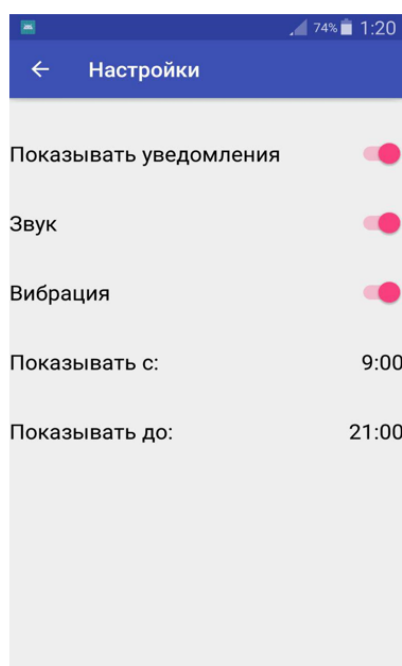 74% 1:20
Настройки
Показывать уведомления
Звук
Вибрация
Показывать с: 9:00
Показывать до: 21:00